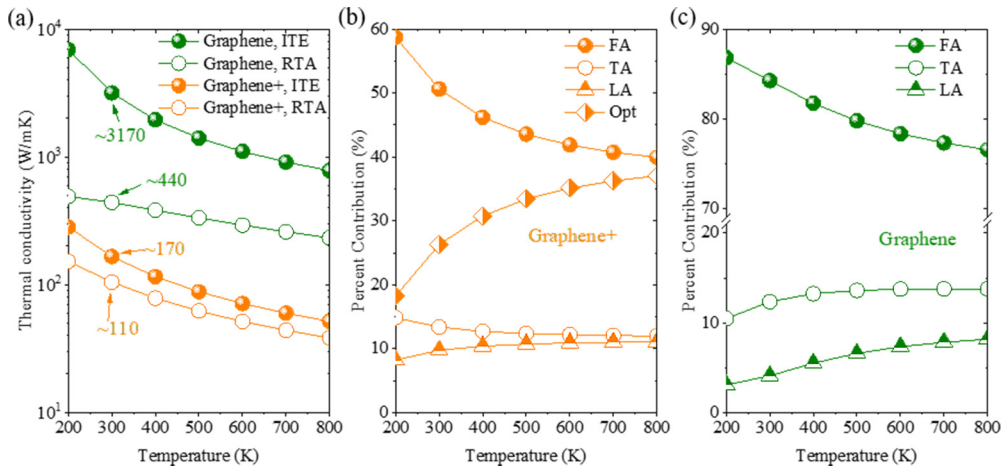 (a)
10⁴
10³
10²
10¹
Thermal conductivity (W/mK)
Graphene, ITE
Graphene, RTA
Graphene+, ITE
Graphene+, RTA
~3170
~440
~170
~110
200 300 400 500 600 700 800
Temperature (K)
(b)
60
50
40
30
20
10
0
Percent Contribution (%)
FA
TA
LA
Opt
Graphene+
200 300 400 500 600 700 800
Temperature (K)
(c)
90
80
70
20
10
0
Percent Contribution (%)
FA
TA
LA
Graphene
200 300 400 500 600 700 800
Temperature (K)